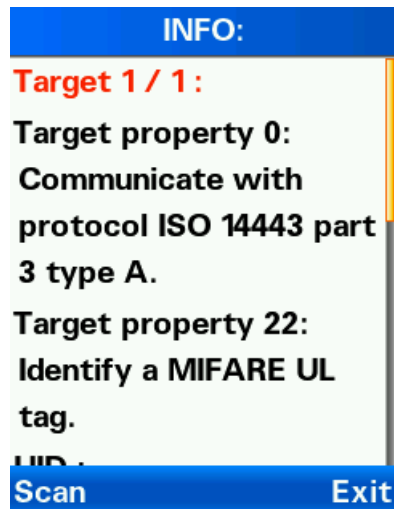 INFO:
Target 1 / 1 :
Target property 0:
Communicate with
protocol ISO 14443 part
3 type A.
Target property 22:
Identify a MIFARE UL
tag.
UID :
Scan Exit